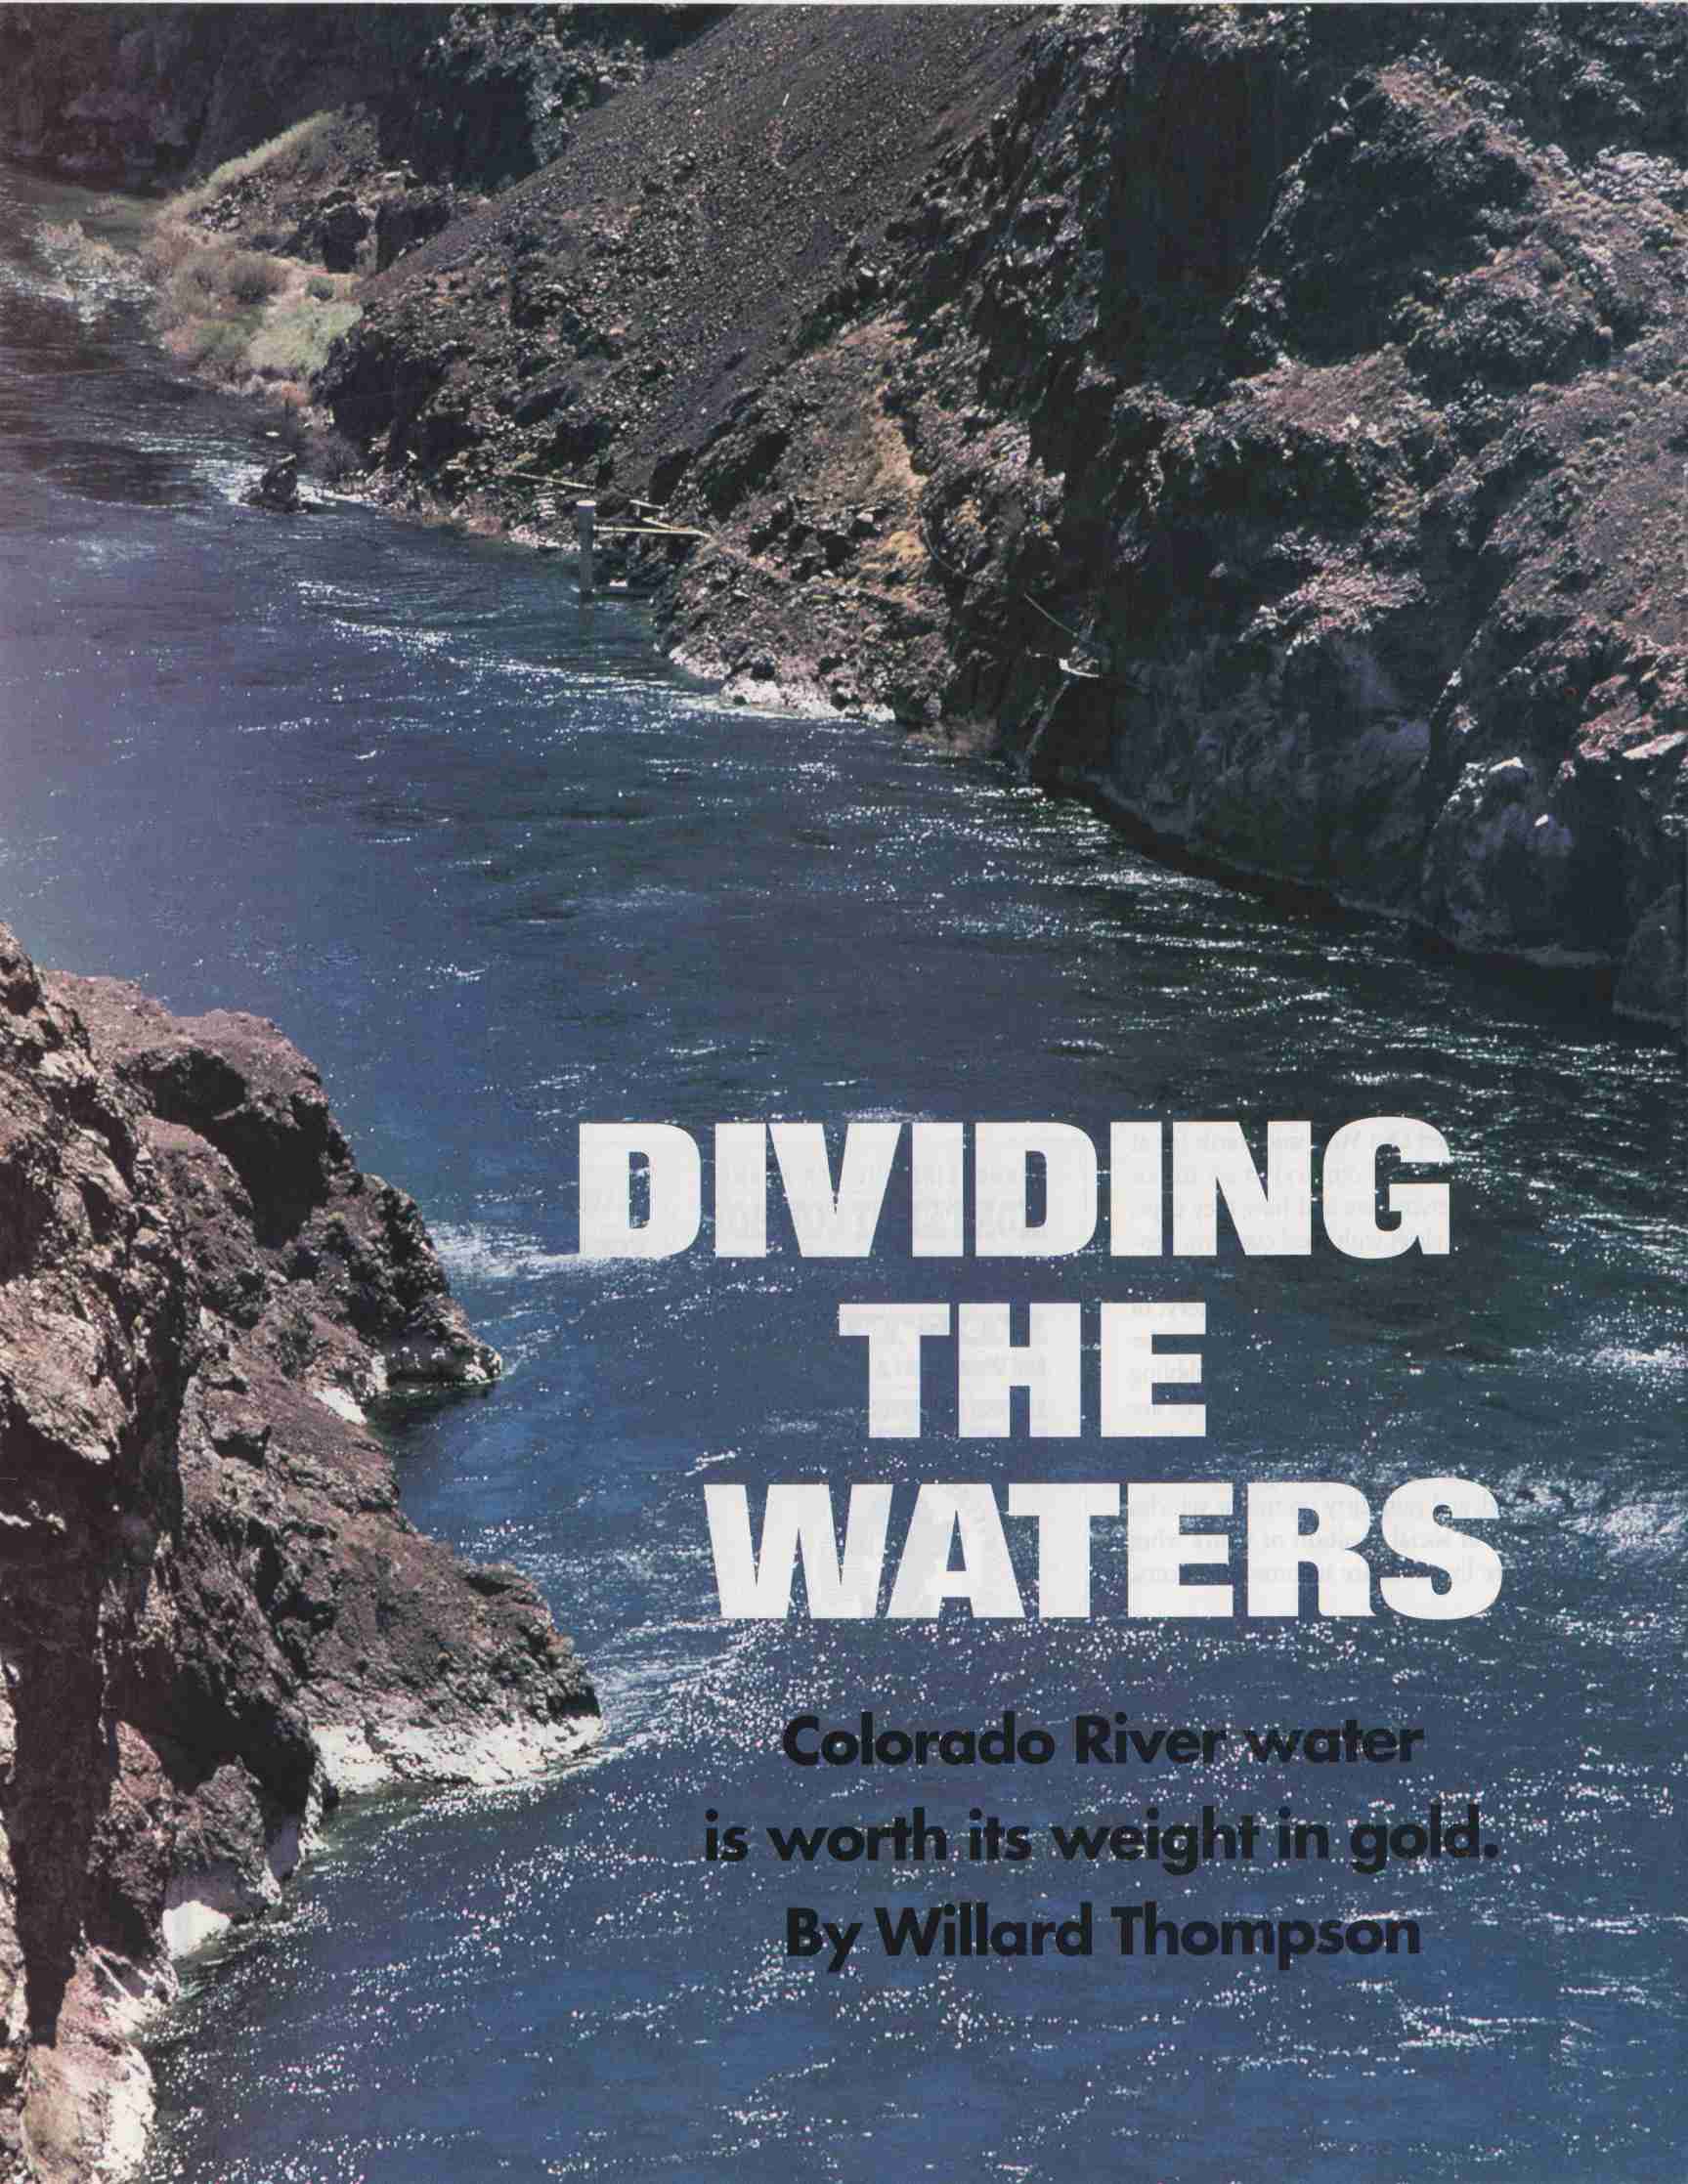 DIVIDING
THE
WATERS
Colorado River water
is worth its weight in gold.
By Willard Thompson